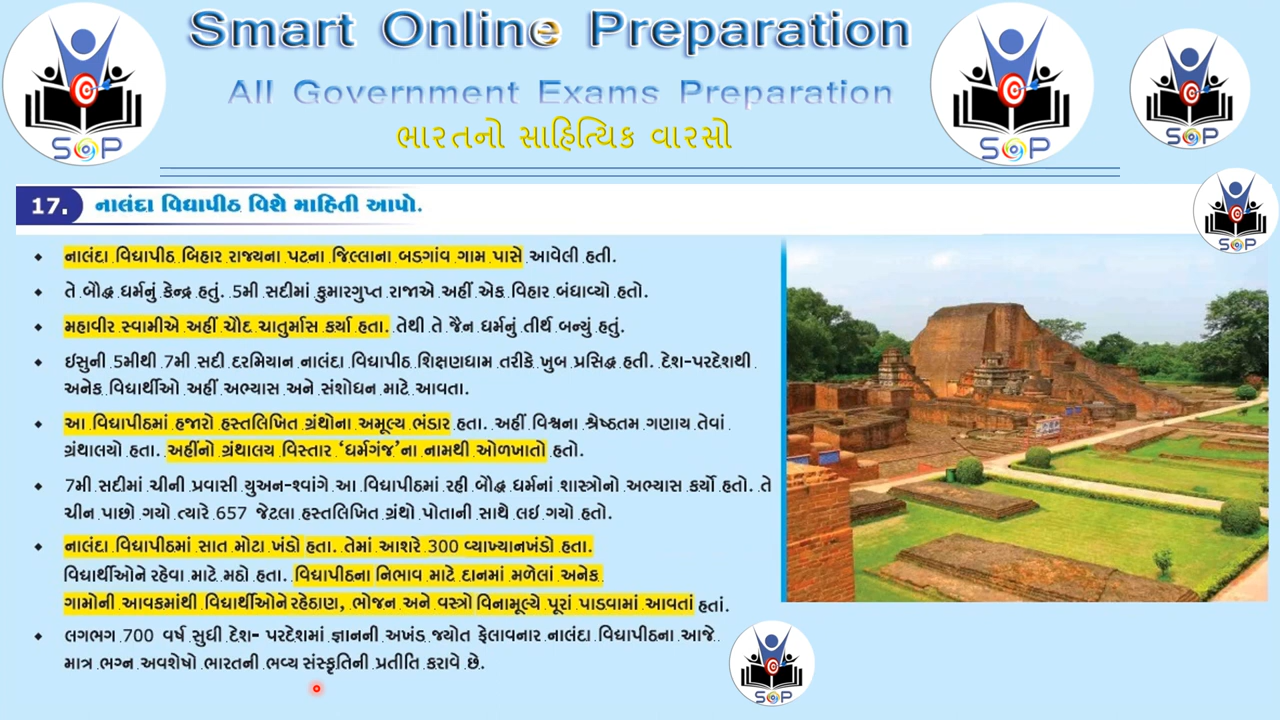 Smart Online Preparation
All Government Exams Preparation
ભારતનો સાહિત્યિક વારસો
SOP
SOP
SOP
SOP
17. નાલંદા વિદ્યાપીઠ વિશે માહિતી આપો.
નાલંદા વિદ્યાપીઠ બિહાર રાજ્યના પટના જિલ્લાના બડગાંવ ગામ પાસે આવેલી હતી.
તે બૌદ્ધ ધર્મનું કેન્દ્ર હતું. 5મી સદીમાં કુમારગુપ્ત રાજાએ અહીં એક વિહાર બંધાવ્યો હતો.
મહાવીર સ્વામીએ અહીં ચૌદ ચાતુર્માસ કર્યા હતા. તેથી તે જૈન ધર્મનું તીર્થ બન્યું હતું.
ઇસુની 5મીથી 7મી સદી દરમિયાન નાલંદા વિદ્યાપીઠ શિક્ષણધામ તરીકે ખુબ પ્રસિદ્ધ હતી. દેશ-પરદેશથી
અનેક વિદ્યાર્થીઓ અહીં અભ્યાસ અને સંશોધન માટે આવતા.
આ વિદ્યાપીઠમાં હજારો હસ્તલિખિત ગ્રંથોના અમૂલ્ય ભંડાર હતા. અહીં વિશ્વના શ્રેષ્ઠતમ ગણાય તેવાં
ગ્રંથાલયો હતા. અહીંનો ગ્રંથાલય વિસ્તાર ‘ધર્મગંજ’ના નામથી ઓળખાતો હતો.
7મી સદીમાં ચીની પ્રવાસી યુઅન-શ્વાંગે આ વિદ્યાપીઠમાં રહી બૌદ્ધ ધર્મનાં શાસ્ત્રોનો અભ્યાસ કર્યો હતો. તે
ચીન પાછો ગયો ત્યારે 657 જેટલા હસ્તલિખિત ગ્રંથો પોતાની સાથે લઇ ગયો હતો.
નાલંદા વિદ્યાપીઠમાં સાત મોટા ખંડો હતા. તેમાં આશરે 300 વ્યાખ્યાનખંડો હતા.
વિદ્યાર્થીઓને રહેવા માટે મઠો હતા. વિદ્યાપીઠના નિભાવ માટે દાનમાં મળેલાં અનેક
ગામોની આવકમાંથી વિદ્યાર્થીઓને રહેઠાણ, ભોજન અને વસ્ત્રો વિનામૂલ્યે પૂરાં પાડવામાં આવતાં હતાં.
લગભગ 700 વર્ષ સુધી દેશ- પરદેશમાં જ્ઞાનની અખંડ જ્યોત ફેલાવનાર નાલંદા વિદ્યાપીઠના આજે
માત્ર ભગ્ન અવશેષો ભારતની ભવ્ય સંસ્કૃતિની પ્રતીતિ કરાવે છે.
SOP